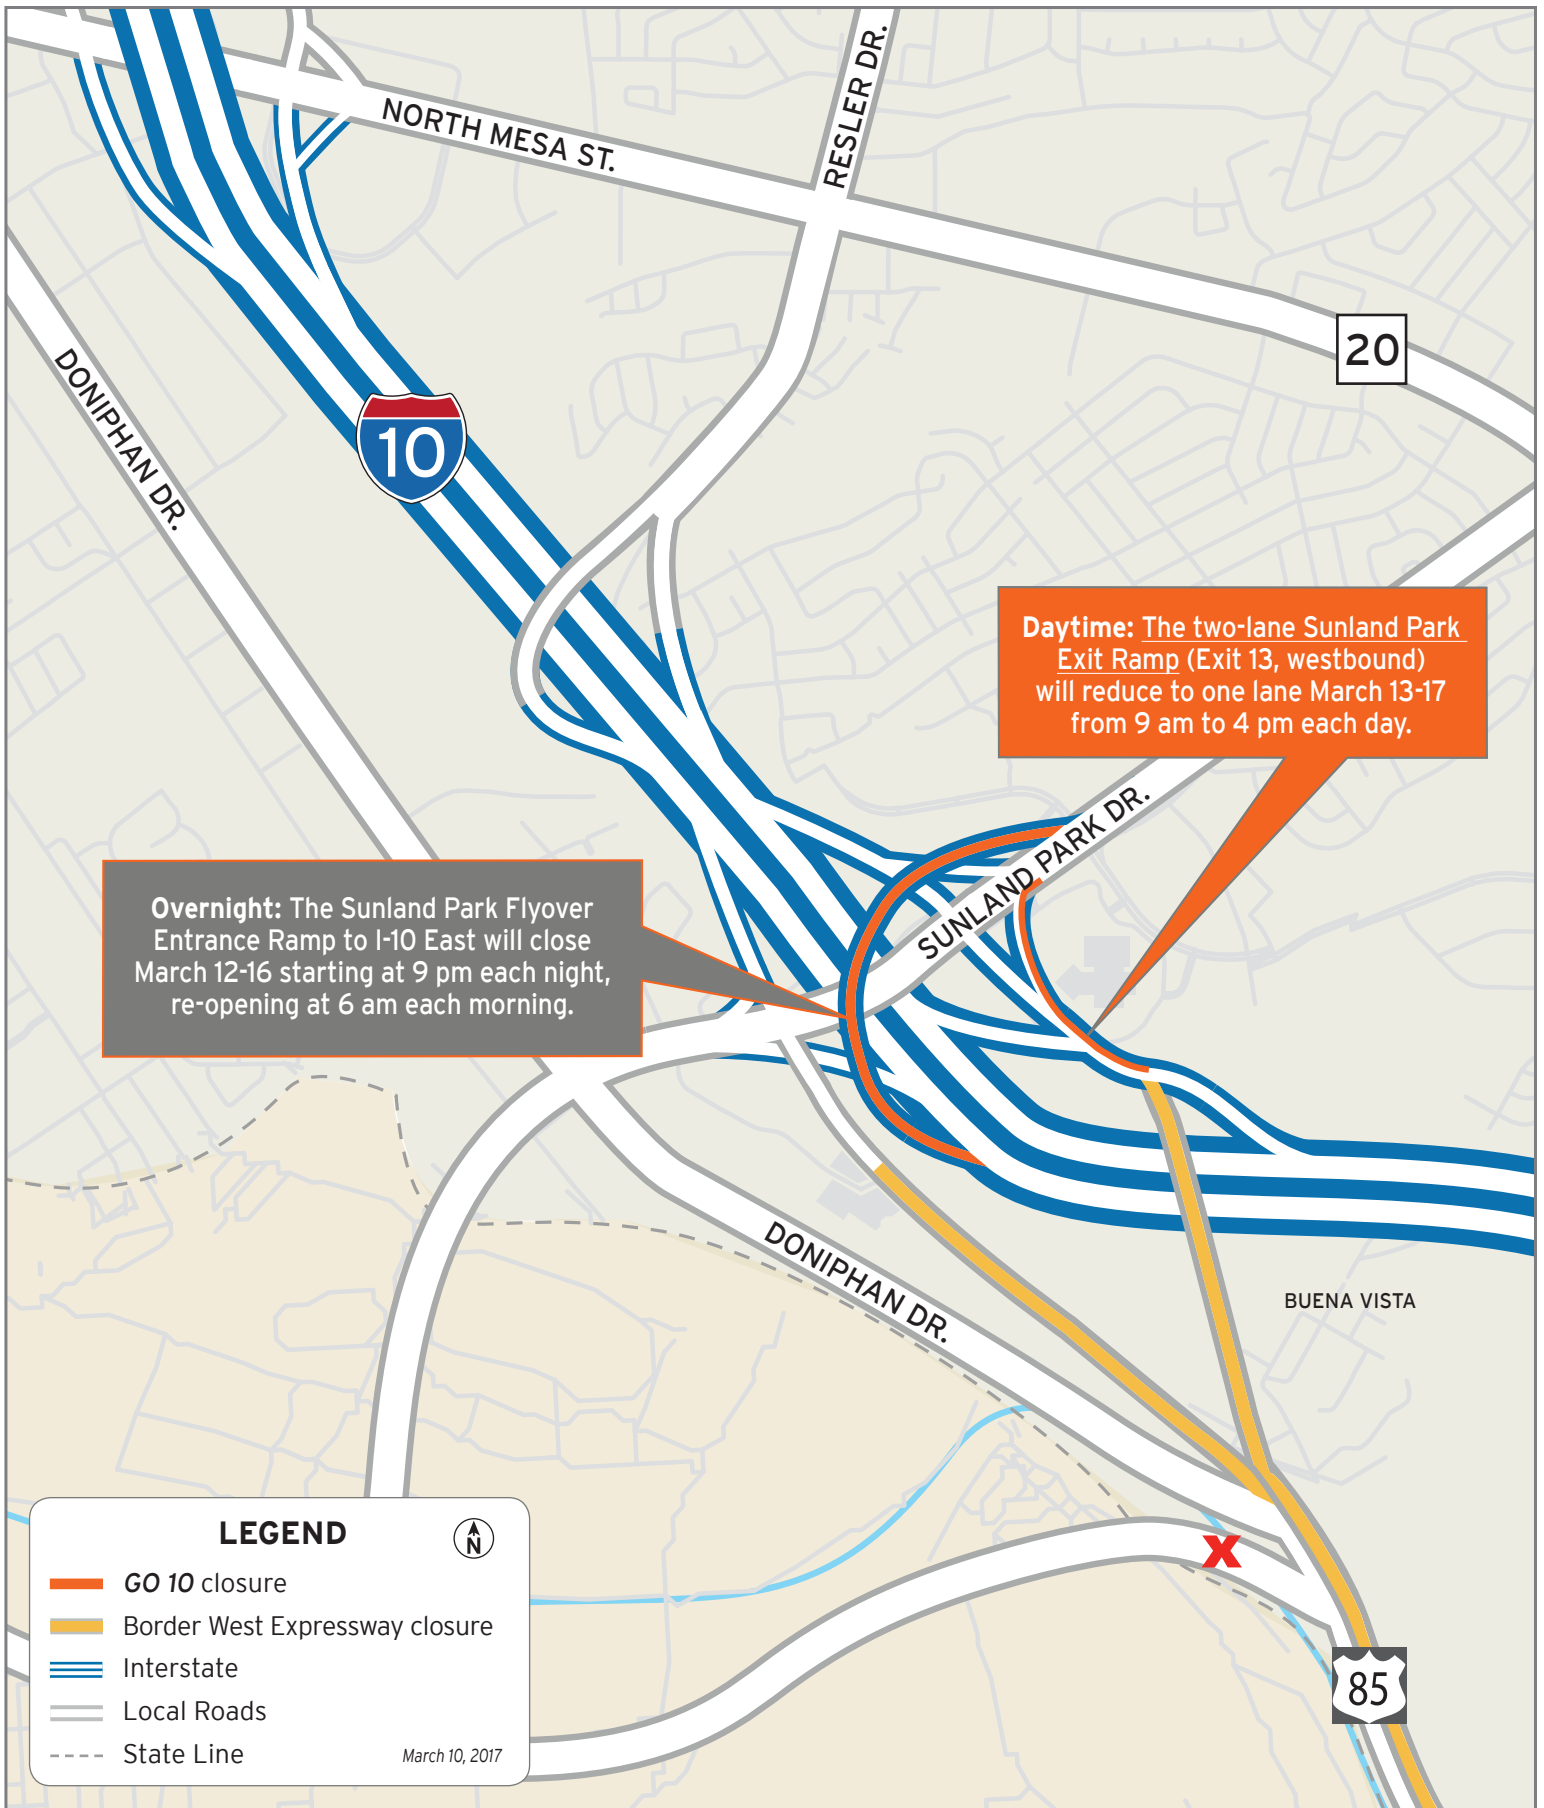 NORTH MESA ST.
RESLER DR.
20
DONIPHAN DR.
10
Daytime: The two-lane Sunland Park
Exit Ramp (Exit 13, westbound)
will reduce to one lane March 13-17
from 9 am to 4 pm each day.
SUNLAND PARK DR.
Overnight: The Sunland Park Flyover
Entrance Ramp to I-10 East will close
March 12-16 starting at 9 pm each night,
re-opening at 6 am each morning.
DONIPHAN DR.
BUENA VISTA
X
85
LEGEND
N
GO 10 closure
Border West Expressway closure
Interstate
Local Roads
State Line
March 10, 2017